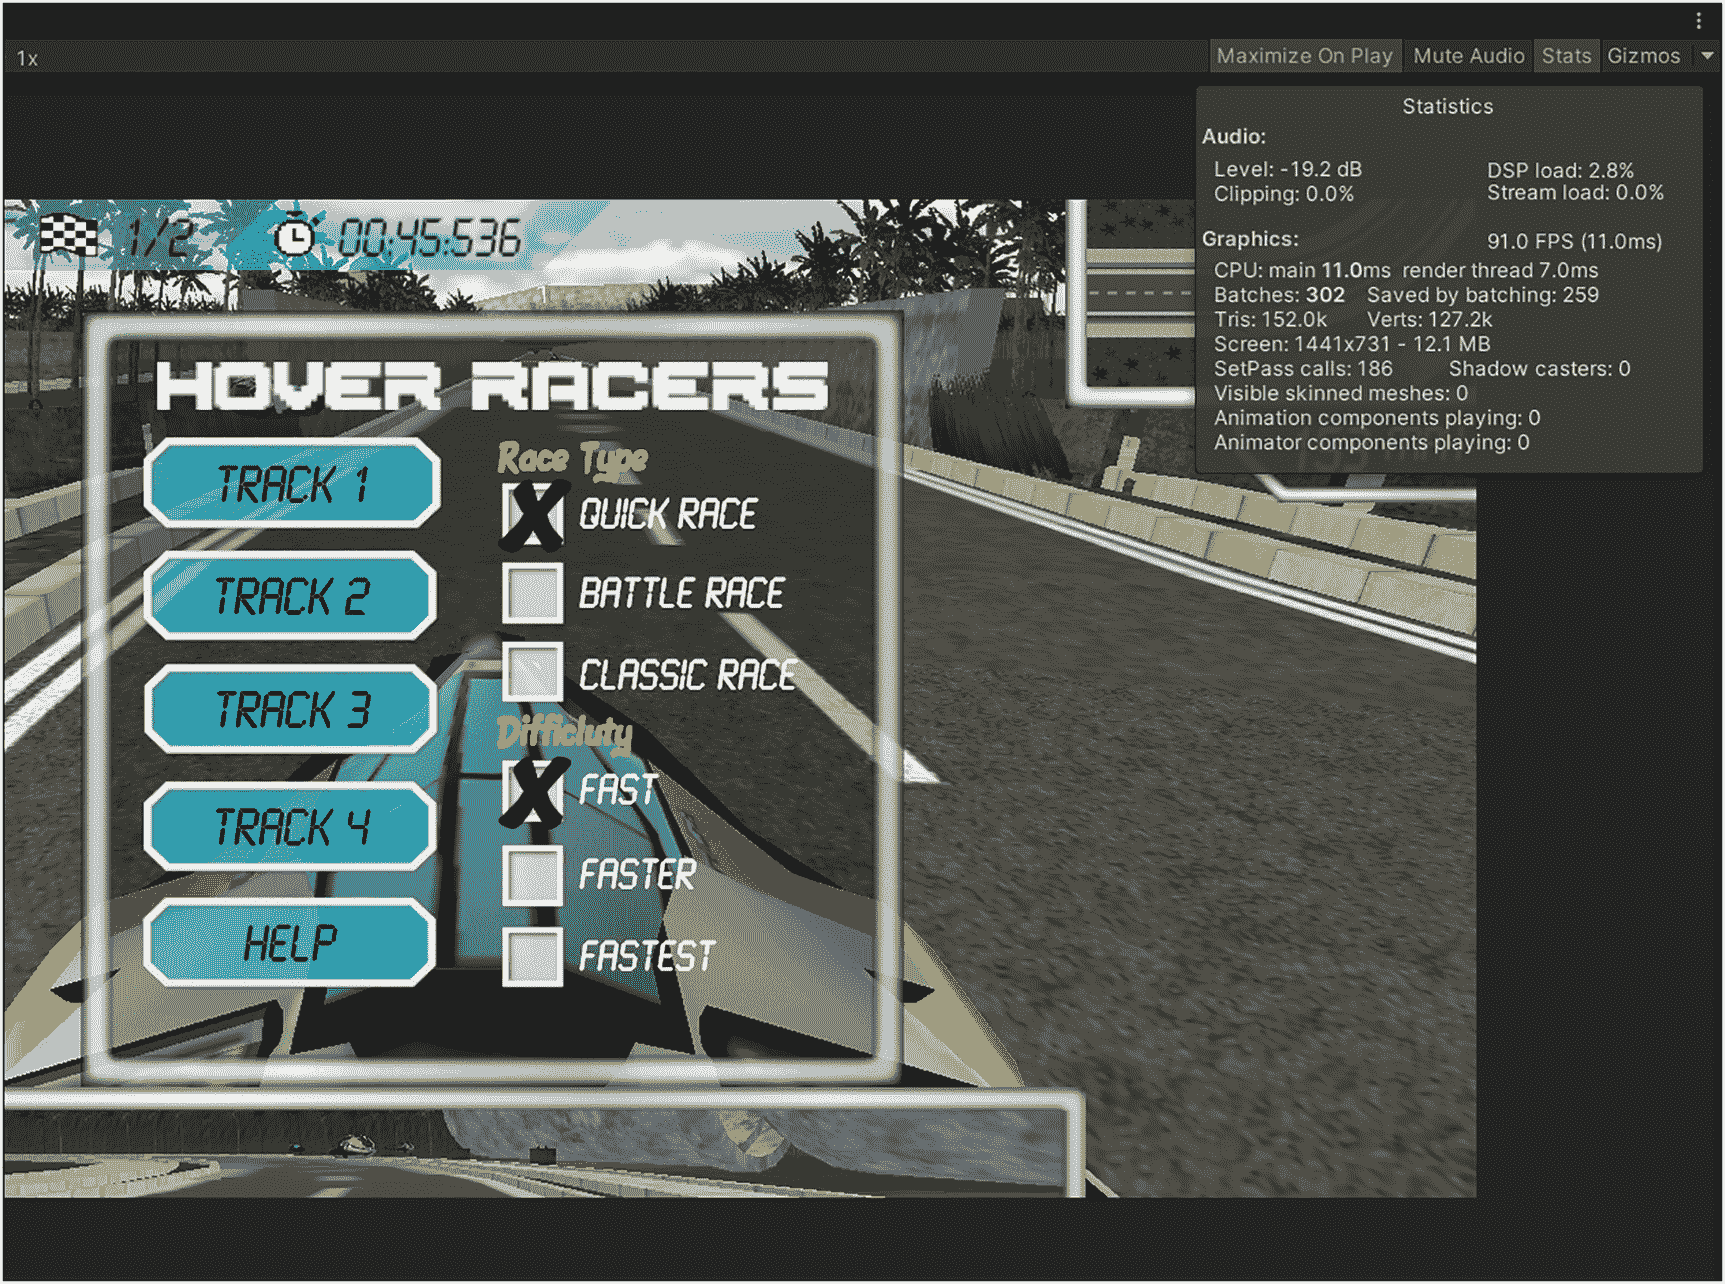 1x
Maximize On Play
Mute Audio
Stats
Gizmos
Statistics
Audio:
Level: -19.2 dB
DSP load: 2.8%
Clipping: 0.0%
Stream load: 0.0%
Graphics:
91.0 FPS (11.0ms)
CPU: main 11.0ms render thread 7.0ms
Batches: 302 Saved by batching: 259
Tris: 152.0k Verts: 127.2k
Screen: 1441x731 - 12.1 MB
SetPass calls: 186 Shadow casters: 0
Visible skinned meshes: 0
Animation components playing: 0
Animator components playing: 0
1/2
00:45:536
HOVER RACERS
TRACK 1
TRACK 2
TRACK 3
TRACK 4
HELP
Race Type
QUICK RACE
BATTLE RACE
CLASSIC RACE
Difficluty
FAST
FASTER
FASTEST